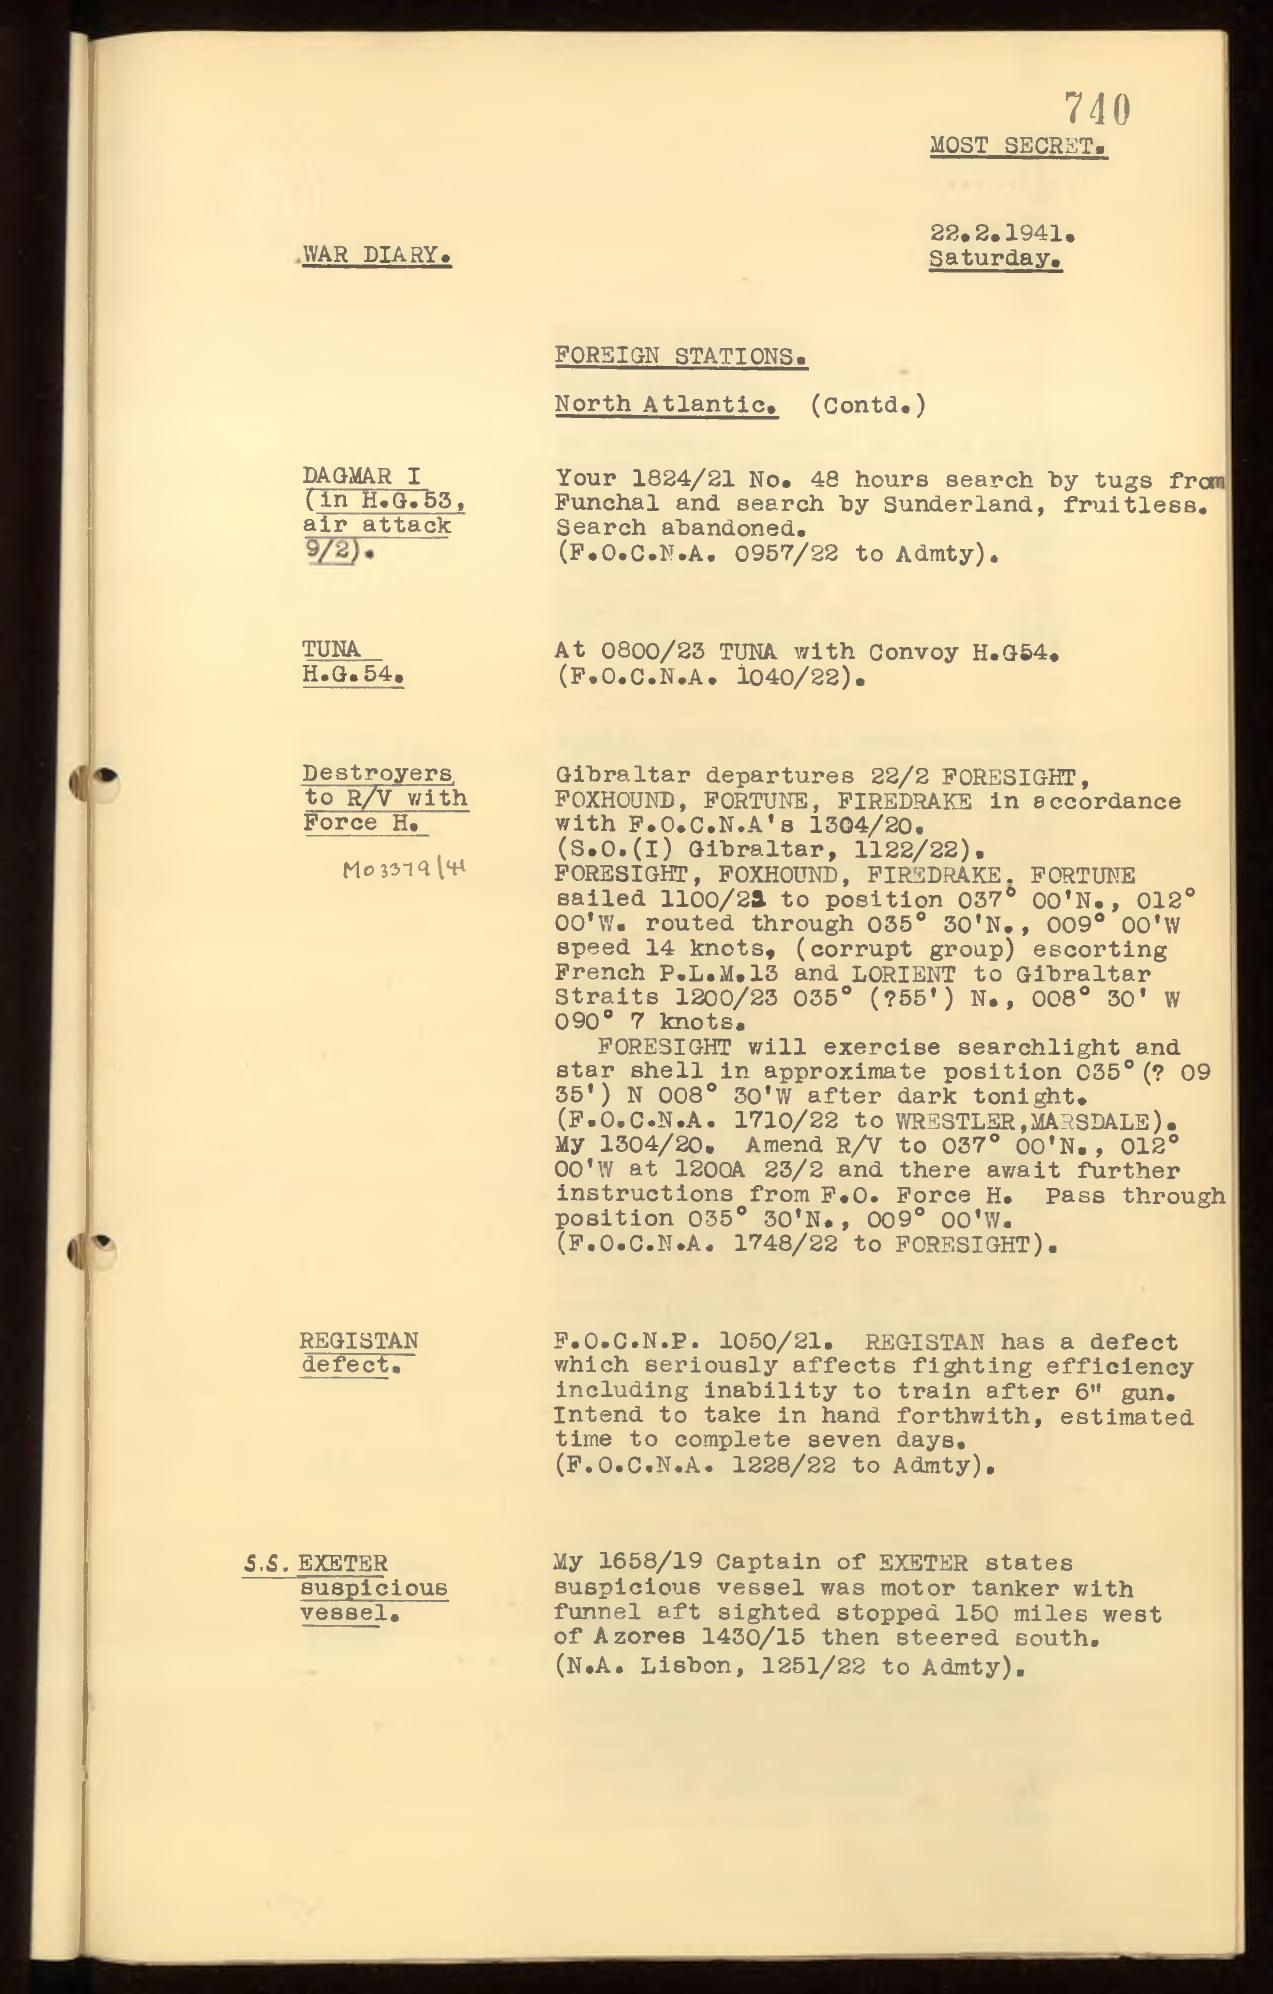 740
MOST SECRET.
22.2.1941.
Saturday.
WAR DIARY.
FOREIGN STATIONS.
North Atlantic. (Contd.)
DAGMAR I
(in H.G.53,
air attack
9/2).
Your 1824/21 No. 48 hours search by tugs from
Funchal and search by Sunderland, fruitless.
Search abandoned.
(F.O.C.N.A. 0957/22 to Admty).
TUNA
H.G.54.
At 0800/23 TUNA with Convoy H.G54.
(F.O.C.N.A. 1040/22).
Destroyers
to R/V with
Force H.
M03379/41
Gibraltar departures 22/2 FORESIGHT,
FOXHOUND, FORTUNE, FIREDRAKE in accordance
with F.O.C.N.A's 1304/20.
(S.O.(I) Gibraltar, 1122/22).
FORESIGHT, FOXHOUND, FIREDRAKE, FORTUNE
sailed 1100/22 to position 037° 00'N., 012°
00'W. routed through 035° 30'N., 009° 00'W
speed 14 knots, (corrupt group) escorting
French P.L.M.13 and LORIENT to Gibraltar
Straits 1200/23 035° (?55') N., 008° 30' W
090° 7 knots.
FORESIGHT will exercise searchlight and
star shell in approximate position 035° (? 09
35') N 008° 30'W after dark tonight.
(F.O.C.N.A. 1710/22 to WRESTLER,MARSDALE).
My 1304/20. Amend R/V to 037° 00'N., 012°
00'W at 1200A 23/2 and there await further
instructions from F.O. Force H. Pass through
position 035° 30'N., 009° 00'W.
(F.O.C.N.A. 1748/22 to FORESIGHT).
REGISTAN
defect.
F.O.C.N.P. 1050/21. REGISTAN has a defect
which seriously affects fighting efficiency
including inability to train after 6" gun.
Intend to take in hand forthwith, estimated
time to complete seven days.
(F.O.C.N.A. 1228/22 to Admty).
S.S. EXETER
suspicious
vessel.
My 1658/19 Captain of EXETER states
suspicious vessel was motor tanker with
funnel aft sighted stopped 150 miles west
of Azores 1430/15 then steered south.
(N.A. Lisbon, 1251/22 to Admty).